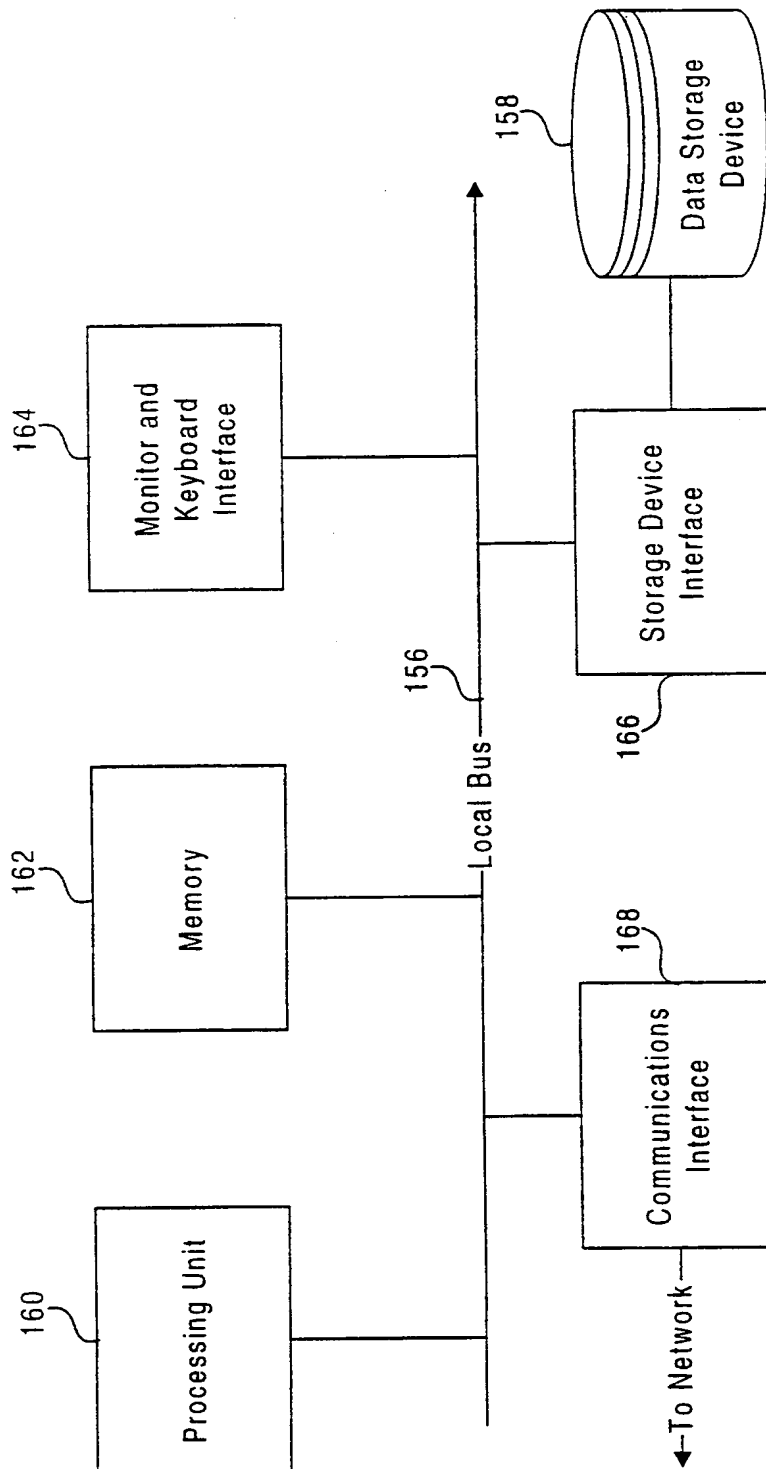 160
Processing Unit
162
Memory
164
Monitor and
Keyboard
Interface
Local Bus
156
158
Data Storage
Device
To Network
Communications
Interface
168
Storage Device
Interface
166